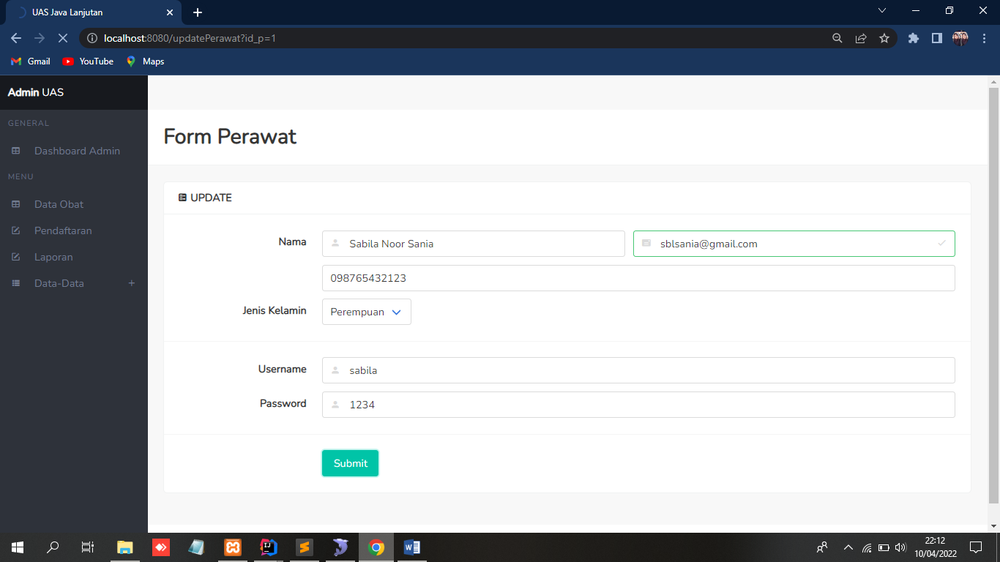 UAS Java Lanjutan
localhost:8080/updatePerawat?id_p=1
Gmail YouTube Maps
Admin UAS
GENERAL
Dashboard Admin
MENU
Data Obat
Pendaftaran
Laporan
Data-Data +
Form Perawat
UPDATE
Nama Sabila Noor Sania sblsania@gmail.com
098765432123
Jenis Kelamin Perempuan
Username sabila
Password 1234
Submit
22:12
10/04/2022